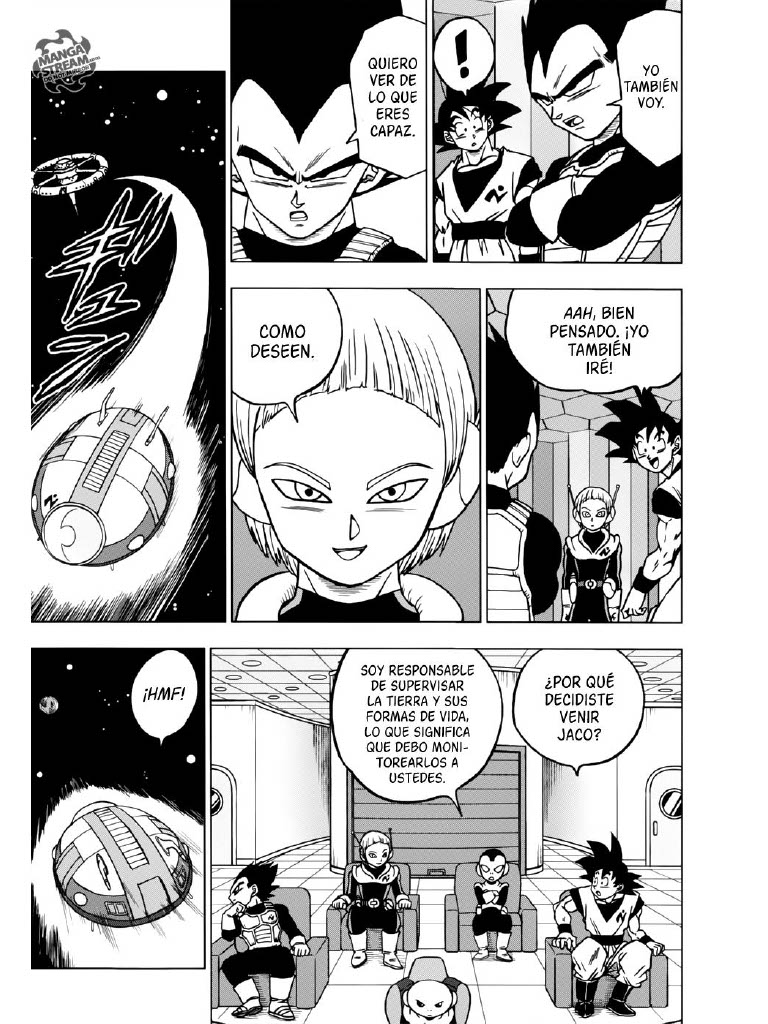 MANGA
STREAM
YO
TAMBIÉN
VOY.
!
QUIERO
VER DE
LO QUE
ERES
CAPAZ.
AAH, BIEN
PENSADO. ¡YO
TAMBIÉN
IRÉ!
COMO
DESEEN.
¿POR QUÉ
DECIDISTE
VENIR
JACO?
SOY RESPONSABLE
DE SUPERVISAR
LA TIERRA Y SUS
FORMAS DE VIDA,
LO QUE SIGNIFICA
QUE DEBO MONI-
TOREARLOS A
USTEDES.
¡HMF!